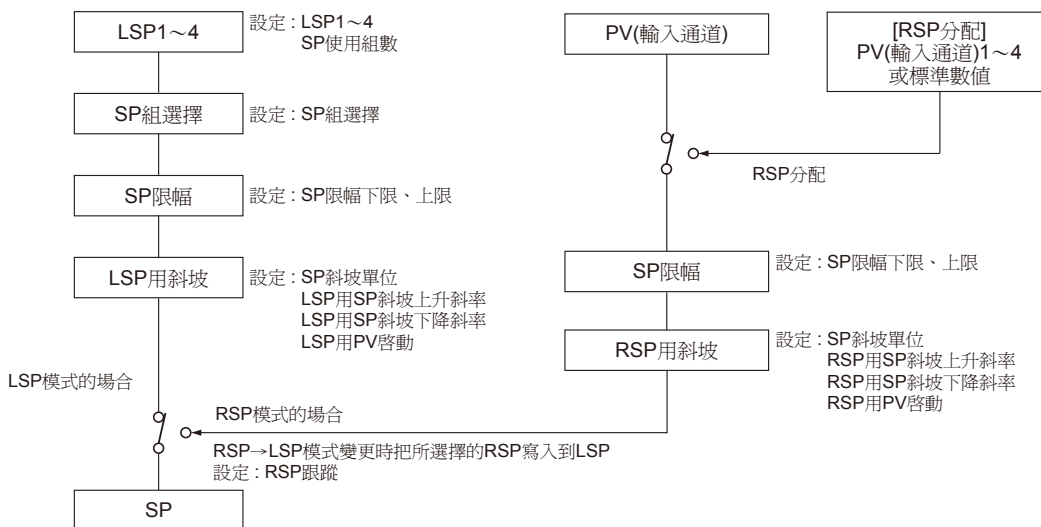 LSP1～4
設定 : LSP1～4
SP使用組數
SP組選擇
設定 : SP組選擇
SP限幅
設定 : SP限幅下限、上限
LSP用斜坡
設定 : SP斜坡單位
LSP用SP斜坡上升斜率
LSP用SP斜坡下降斜率
LSP用PV啓動
LSP模式的場合
PV(輸入通道)
[RSP分配]
PV(輸入通道)1～4
或標準數值
RSP分配
SP限幅
設定 : SP限幅下限、上限
RSP用斜坡
設定 : SP斜坡單位
RSP用SP斜坡上升斜率
RSP用SP斜坡下降斜率
RSP用PV啓動
RSP模式的場合
RSP→LSP模式變更時把所選擇的RSP寫入到LSP
設定 : RSP跟蹤
SP